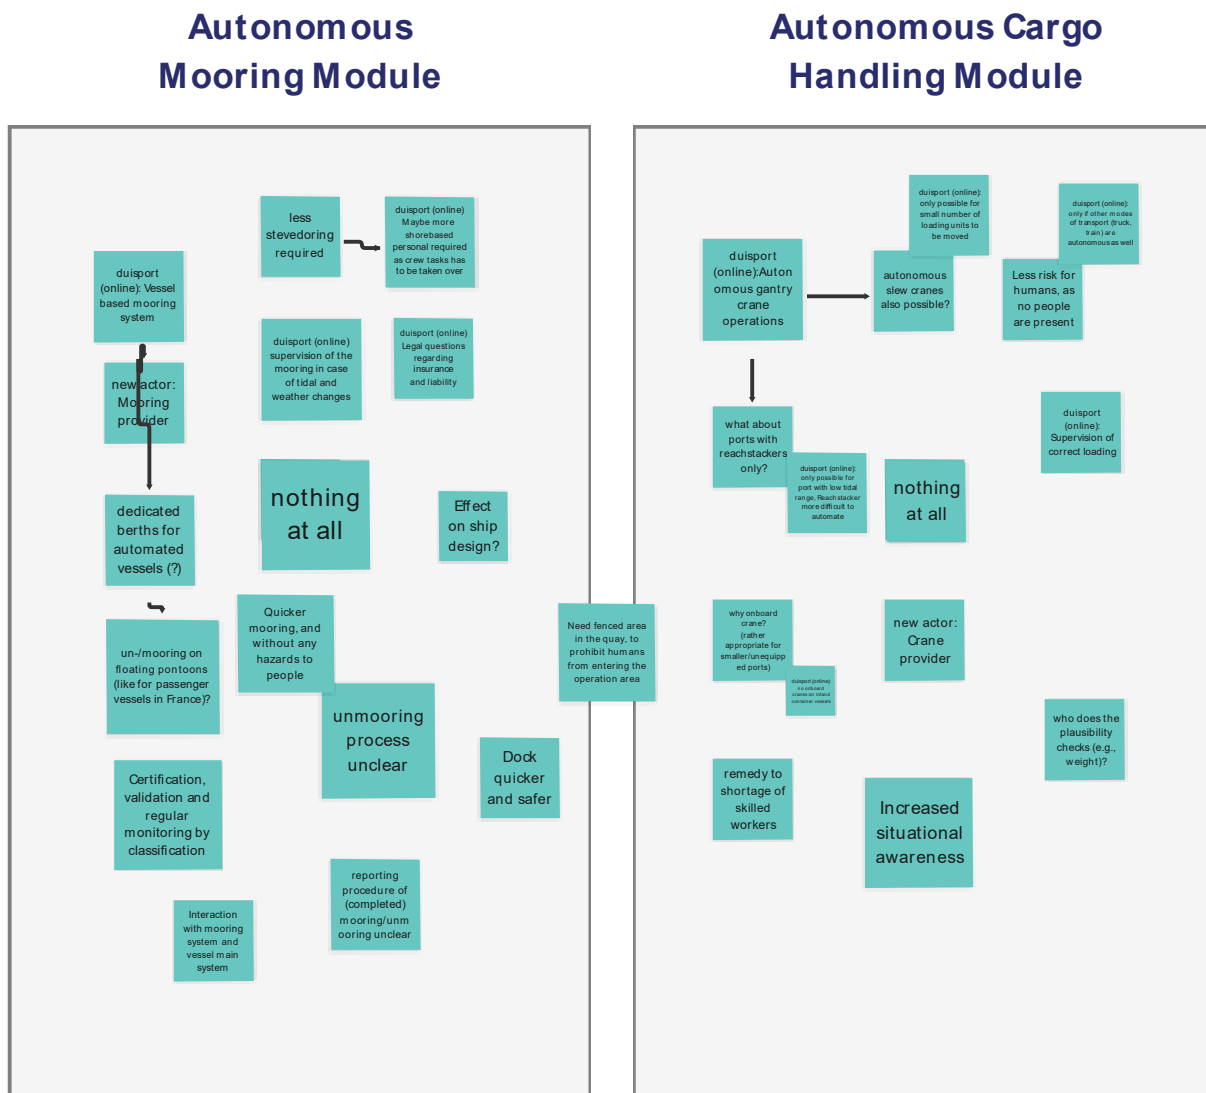 Autonomous
Mooring Module
Autonomous Cargo
Handling Module
less
stevedoring
required
duisport (online)
Maybe more
shorebased
personal required
as crew tasks has
to be taken over
duisport
(online): Vessel
based mooring
system
duisport (online)
supervision of the
mooring in case
of tidal and
weather changes
duisport (online)
Legal questions
regarding
insurance
and liability
new actor:
Mooring
provider
nothing
at all
Effect
on ship
design?
dedicated
berths for
automated
vessels (?)
Quicker
mooring, and
without any
hazards to
people
un-/mooring on
floating pontoons
(like for passenger
vessels in France)?
unmooring
process
unclear
Dock
quicker
and safer
Certification,
validation and
regular
monitoring by
classification
reporting
procedure of
(completed)
mooring/unm
ooring unclear
Interaction
with mooring
system and
vessel main
system
Need fenced area
in the quay, to
prohibit humans
from entering the
operation area
duisport (online):
only possible for
small number of
loading units to
be moved
duisport (online):
only if other modes
of transport (truck,
train) are
autonomous as well
duisport
(online):Auton
omous gantry
crane
operations
autonomous
slew cranes
also possible?
Less risk for
humans, as
no people
are present
what about
ports with
reachstackers
only?
duisport (online):
only possible for
port with low tidal
range, Reachstacker
more difficult to
automate
nothing
at all
duisport
(online):
Supervision of
correct loading
why onboard
crane?
(rather
appropriate for
smaller/unequipp
ed ports)
duisport (online):
no onboard
cranes on inland
container vessels
new actor:
Crane
provider
who does the
plausibility
checks (e.g.,
weight)?
remedy to
shortage of
skilled
workers
Increased
situational
awareness